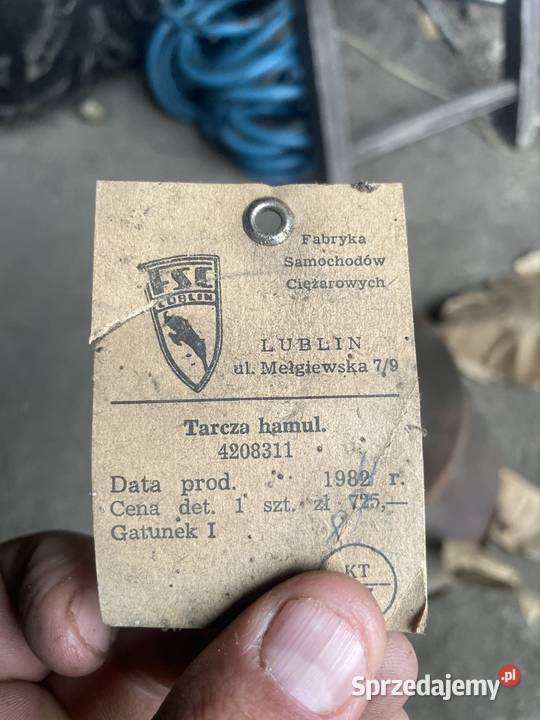 FSC
LUBLIN
Fabryka
Samochodów
Ciężarowych
LUBLIN
ul. Mełgiewska 7/9
Tarcza hamul.
4208311
Data prod. 1982 r.
Cena det. 1 szt. zł 725,—
Gatunek I
KT
Sprzedajemy.pl